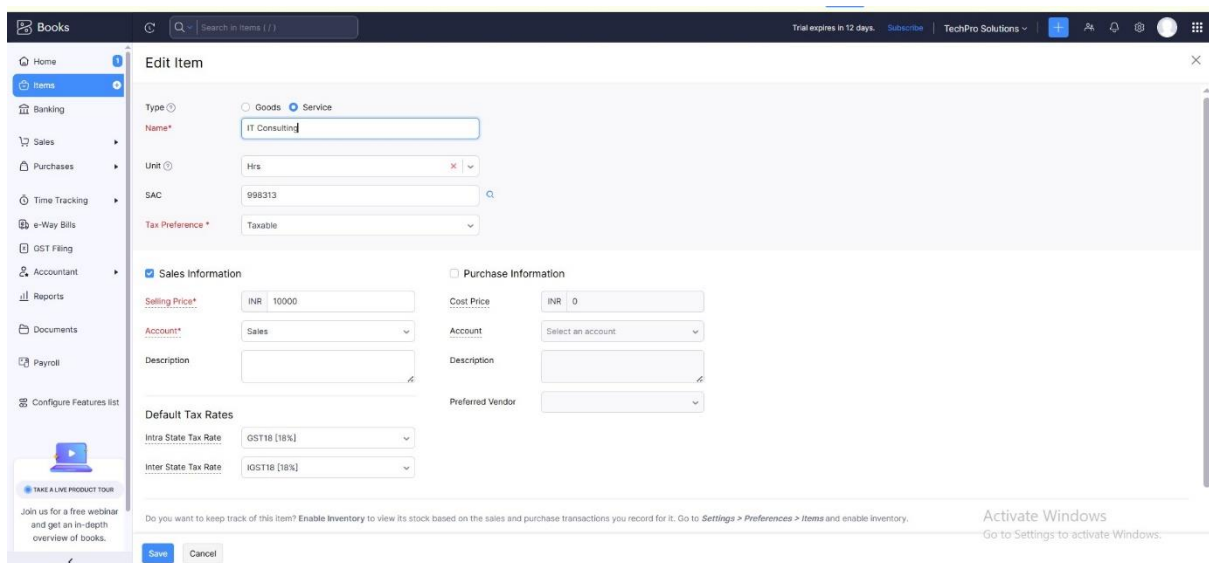 Books
Search in Items ( / )
Trial expires in 12 days. Subscribe
TechPro Solutions
Home 1
Items
Banking
Sales
Purchases
Time Tracking
e-Way Bills
GST Filing
Accountant
Reports
Documents
Payroll
Configure Features list
TAKE A LIVE PRODUCT TOUR
Join us for a free webinar
and get an in-depth
overview of books.
Edit Item
Type Goods Service
Name* IT Consulting
Unit Hrs
SAC 998313
Tax Preference * Taxable
Sales Information
Selling Price* INR 10000
Account* Sales
Description
Default Tax Rates
Intra State Tax Rate GST18 [18%]
Inter State Tax Rate IGST18 [18%]
Purchase Information
Cost Price INR 0
Account Select an account
Description
Preferred Vendor
Do you want to keep track of this item? Enable Inventory to view its stock based on the sales and purchase transactions you record for it. Go to Settings > Preferences > Items and enable inventory.
Save Cancel
Activate Windows
Go to Settings to activate Windows.